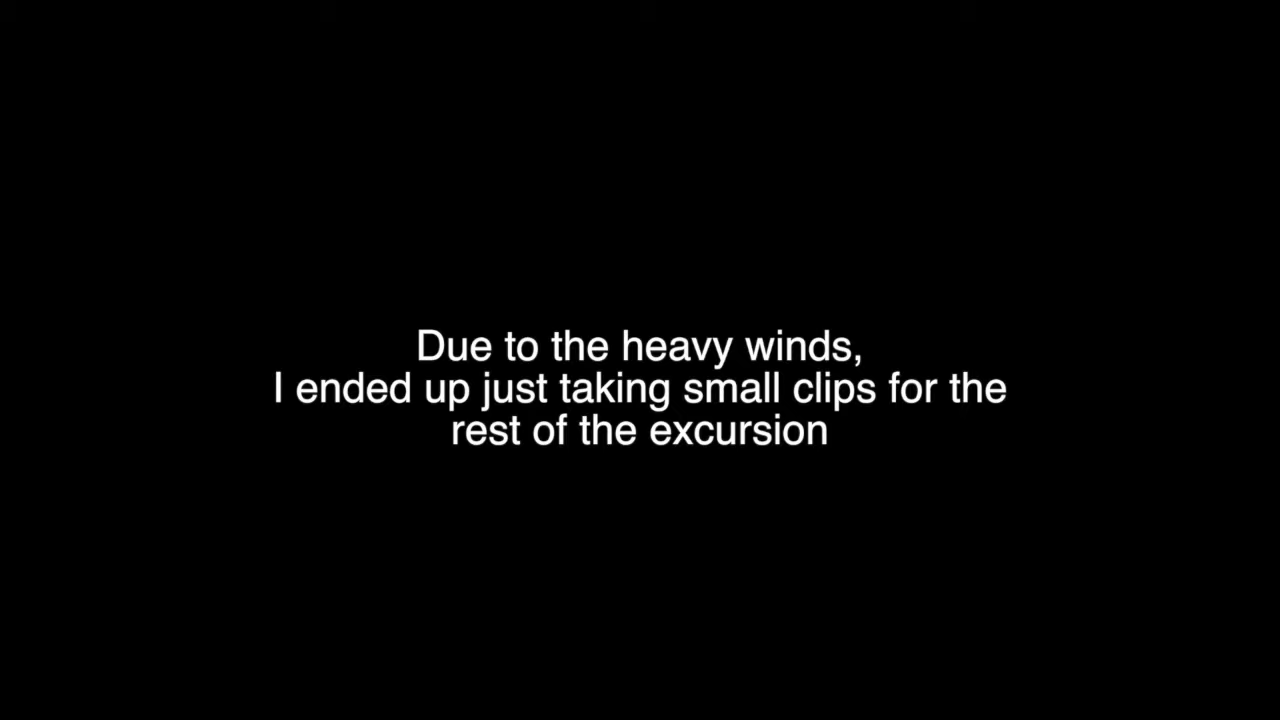 Due to the heavy winds,
I ended up just taking small clips for the
rest of the excursion